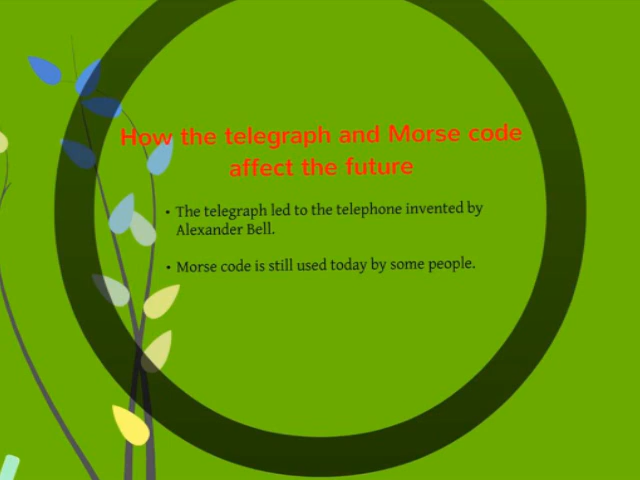 How the telegraph and Morse code
affect the future
• The telegraph led to the telephone invented by
Alexander Bell.
• Morse code is still used today by some people.